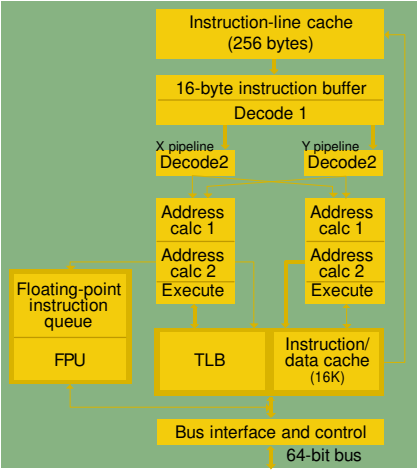 Instruction-line cache
(256 bytes)
16-byte instruction buffer
Decode 1
X pipeline
Y pipeline
Decode2
Decode2
Address
calc 1
Address
calc 1
Address
calc 2
Address
calc 2
Execute
Execute
Floating-point
instruction
queue
FPU
TLB
Instruction/
data cache
(16K)
Bus interface and control
64-bit bus